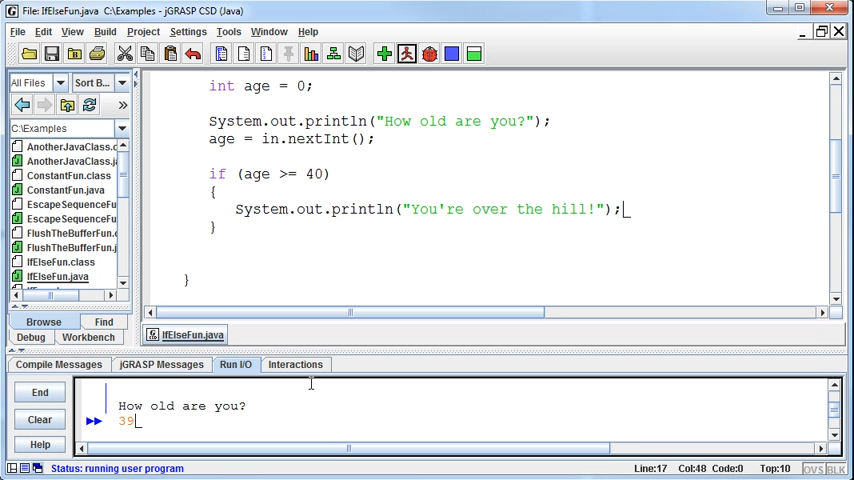 File: IfElseFun.java C:\Examples - jGRASP CSD (Java)
File Edit View Build Project Settings Tools Window Help
All Files Sort B...
C:\Examples
AnotherJavaClass.c
AnotherJavaClass.ja
ConstantFun.class
ConstantFun.java
EscapeSequenceFu
EscapeSequenceFu
FlushTheBufferFun.c
FlushTheBufferFun.j
IfElseFun.class
IfElseFun.java
Browse Find
Debug Workbench
int age = 0;
System.out.println("How old are you?");
age = in.nextInt();
if (age >= 40)
{
System.out.println("You're over the hill!");
}
}
IfElseFun.java
Compile Messages jGRASP Messages Run I/O Interactions
End
Clear
Help
How old are you?
39
Status: running user program Line:17 Col:48 Code:0 Top:10 OVS BLK